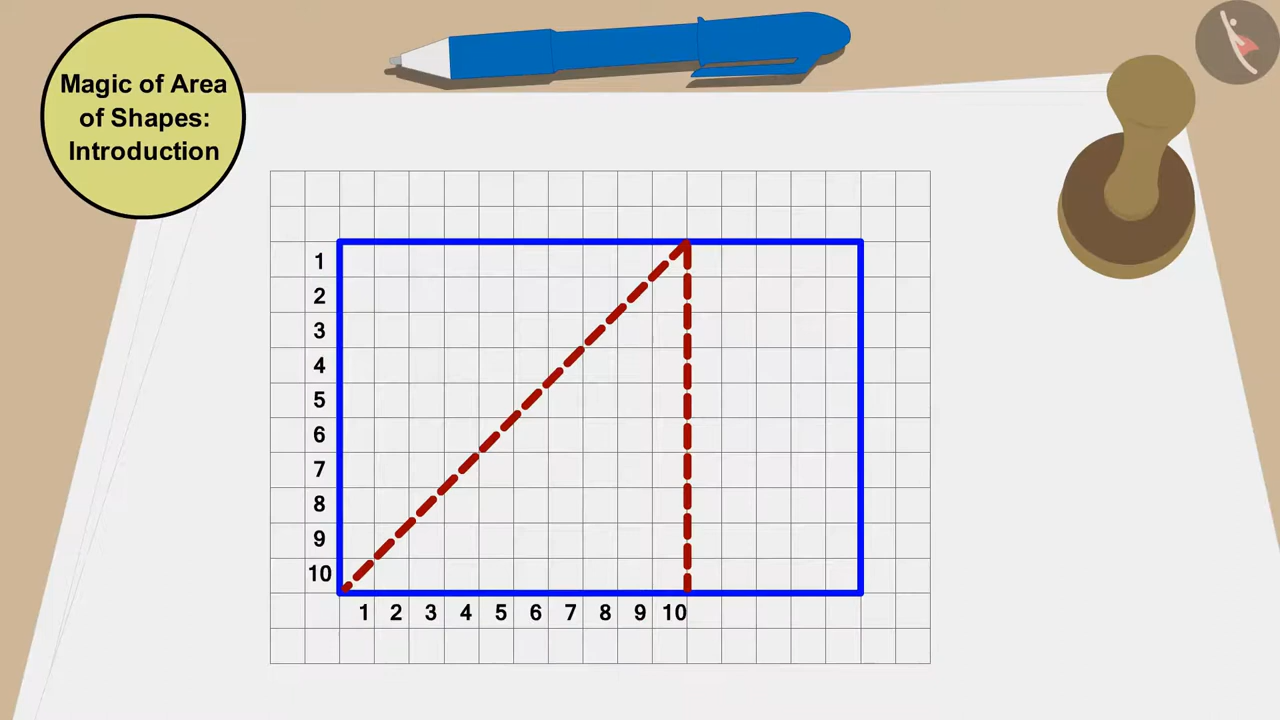 Magic of Area
of Shapes:
Introduction
1
2
3
4
5
6
7
8
9
10
1 2 3 4 5 6 7 8 9 10